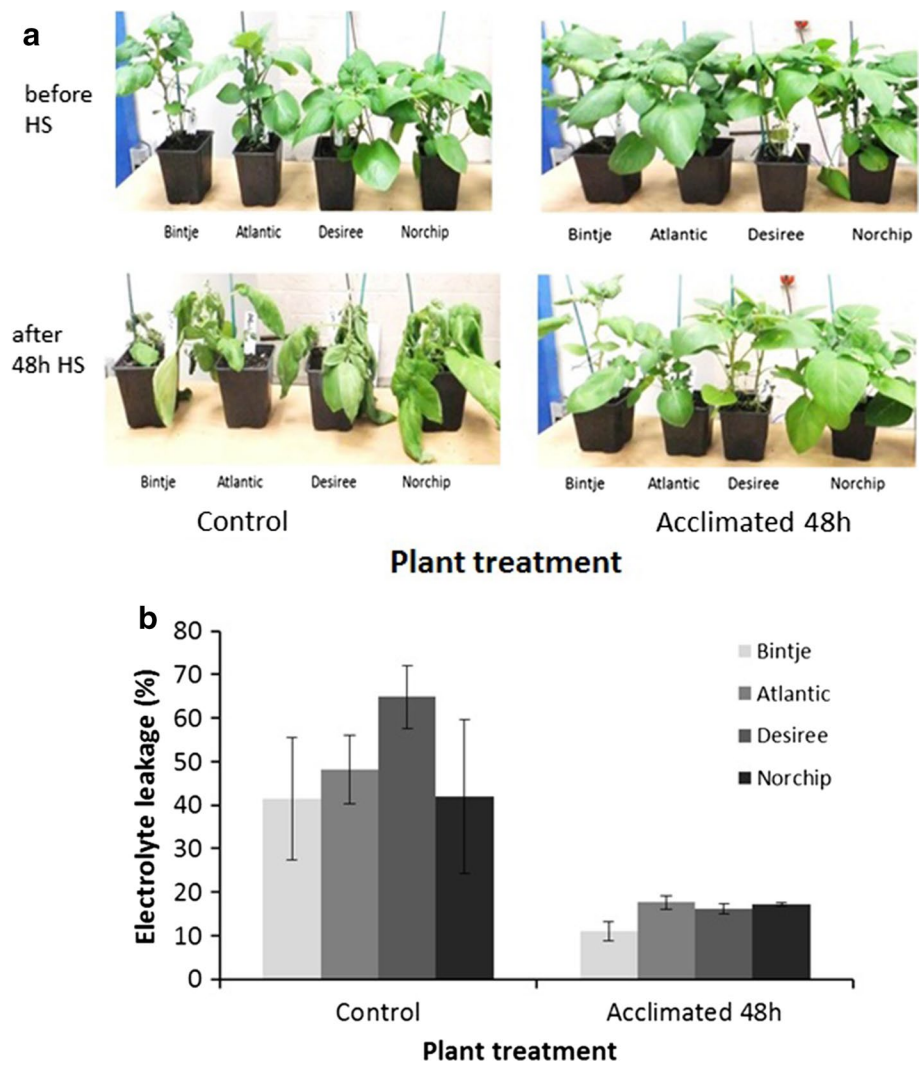 a
before
HS
Bintje Atlantic Desiree Norchip
Bintje Atlantic Desiree Norchip
after
48h HS
Bintje Atlantic Desiree Norchip
Bintje Atlantic Desiree Norchip
Control Acclimated 48h
Plant treatment
b
Electrolyte leakage (%)
80
70
60
50
40
30
20
10
0
Bintje
Atlantic
Desiree
Norchip
Control Acclimated 48h
Plant treatment